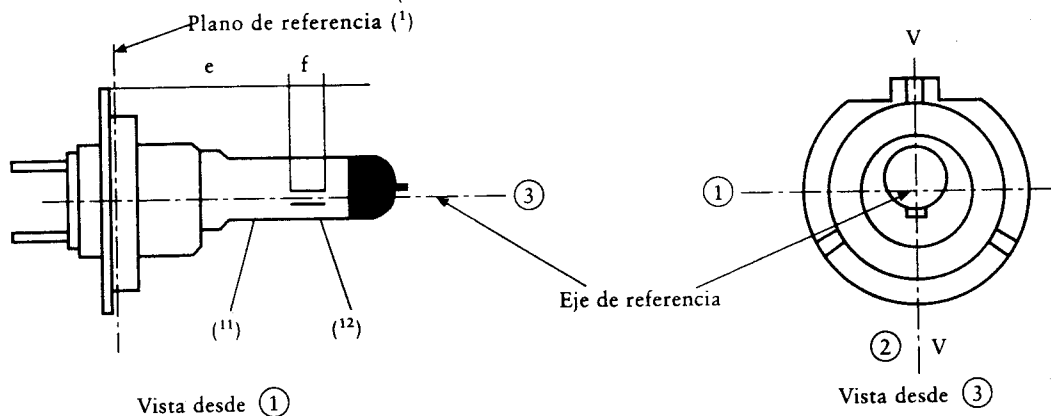 Plano de referencia (¹)
e
f
V
③
①
Eje de referencia
(¹¹)
(¹²)
②
V
Vista desde ①
Vista desde ③